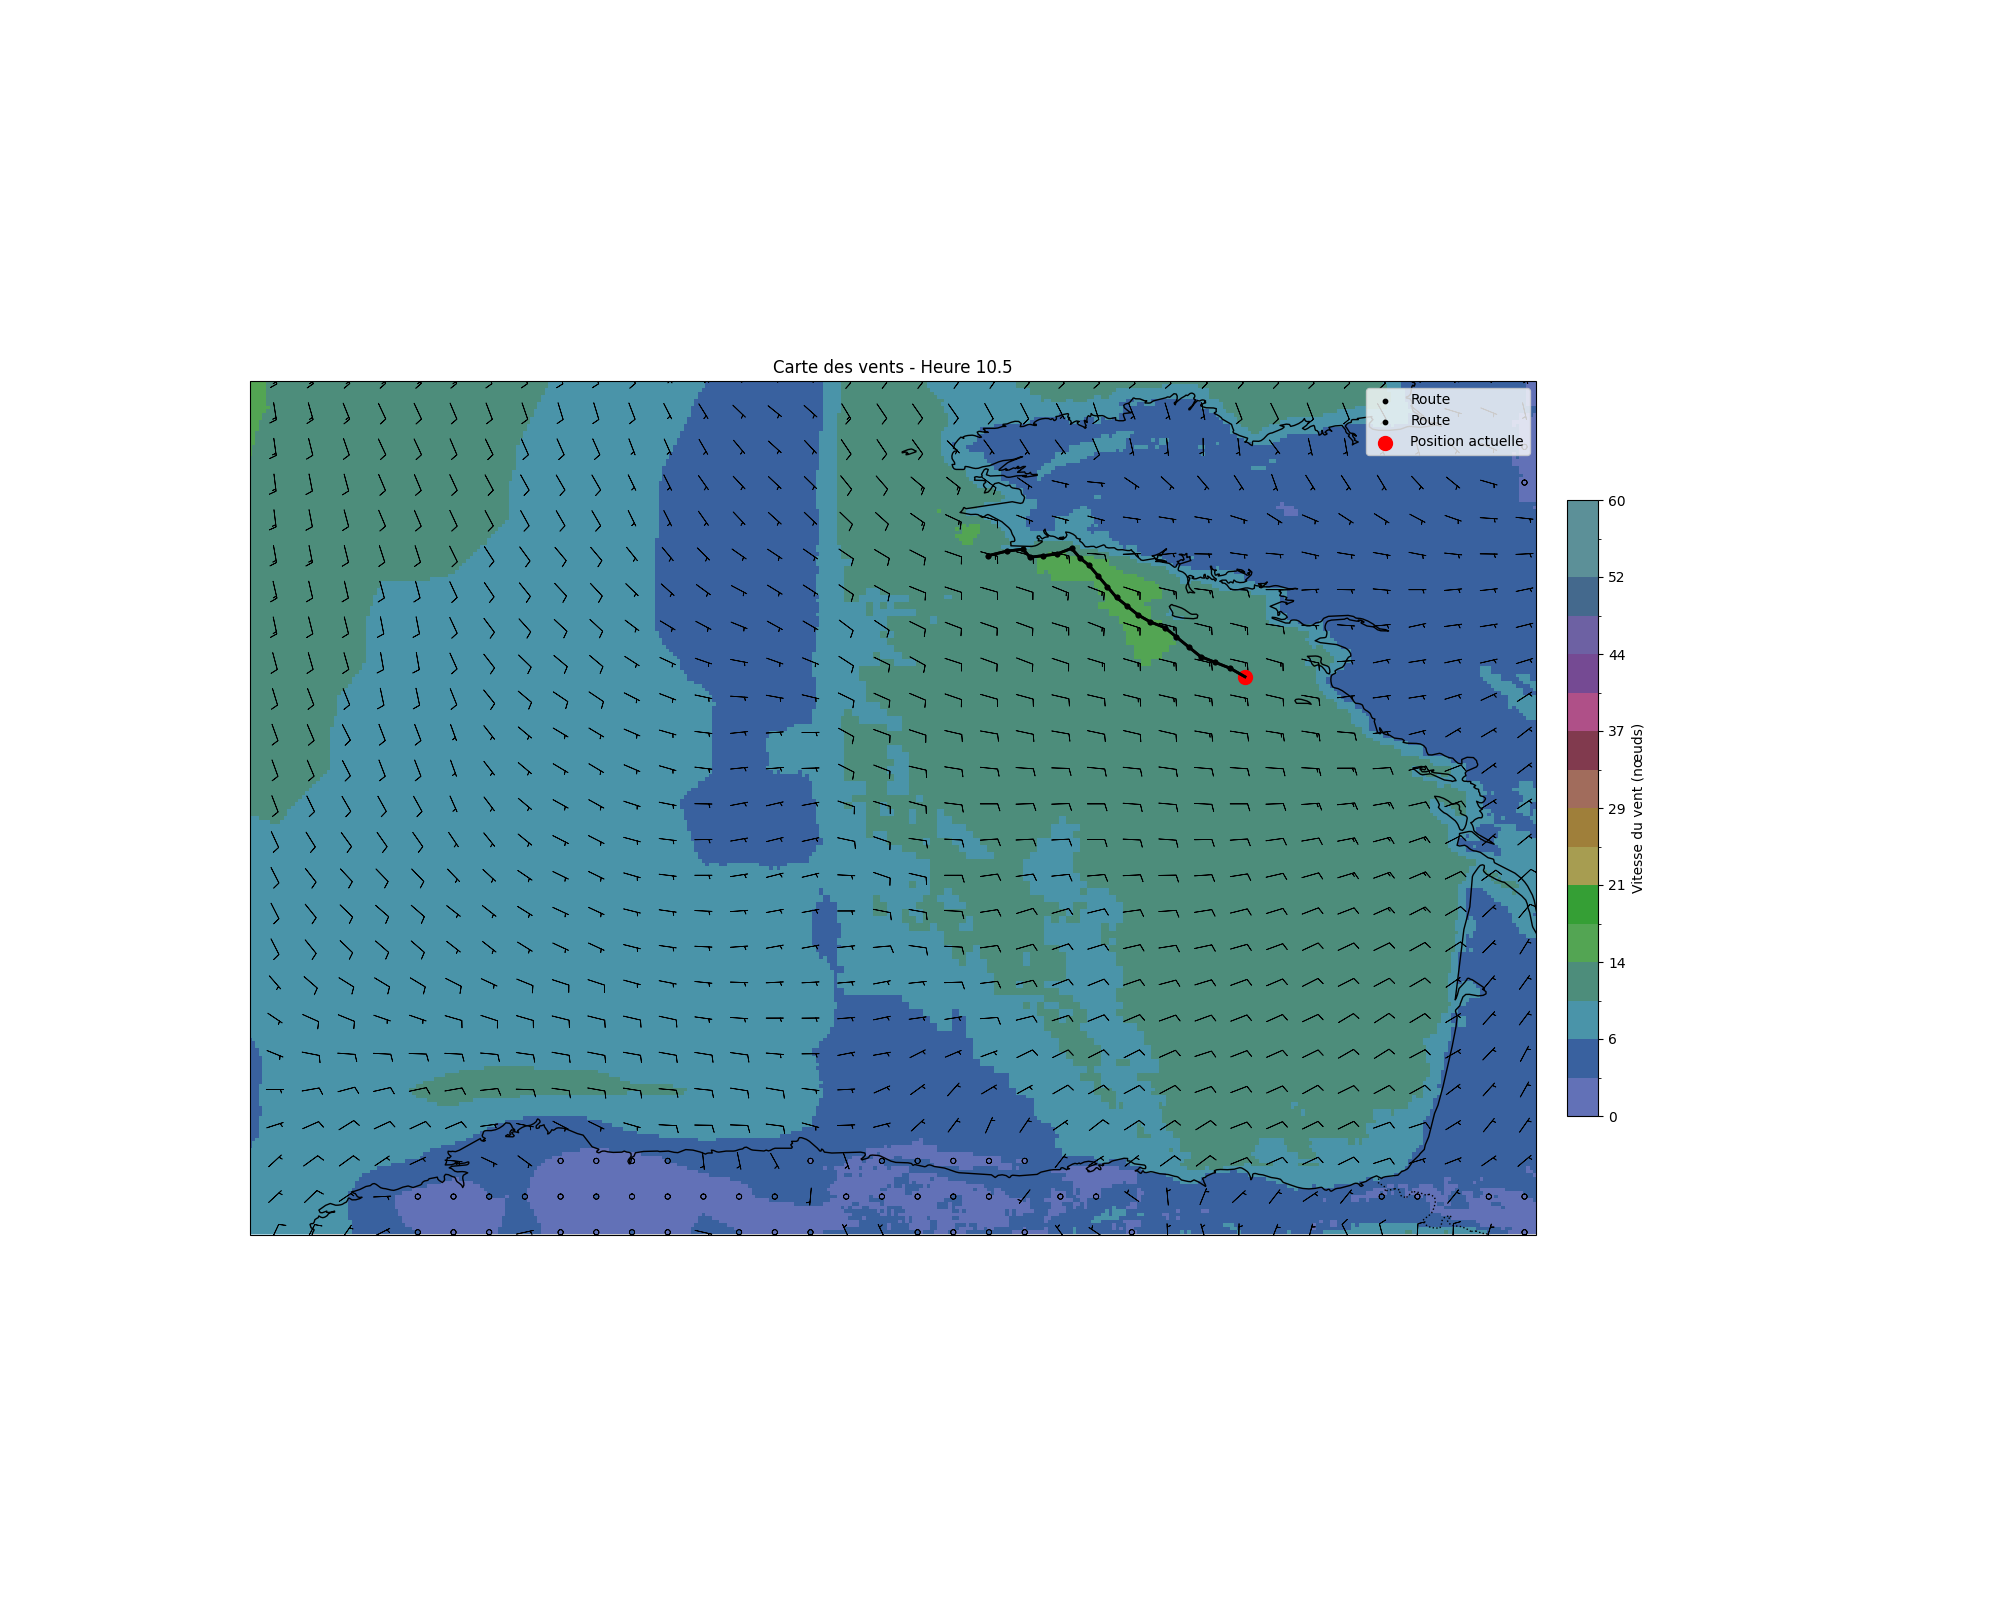 Carte des vents - Heure 10.5
Route
Route
Position actuelle
60
52
44
37
29
21
14
6
0
Vitesse du vent (nœuds)